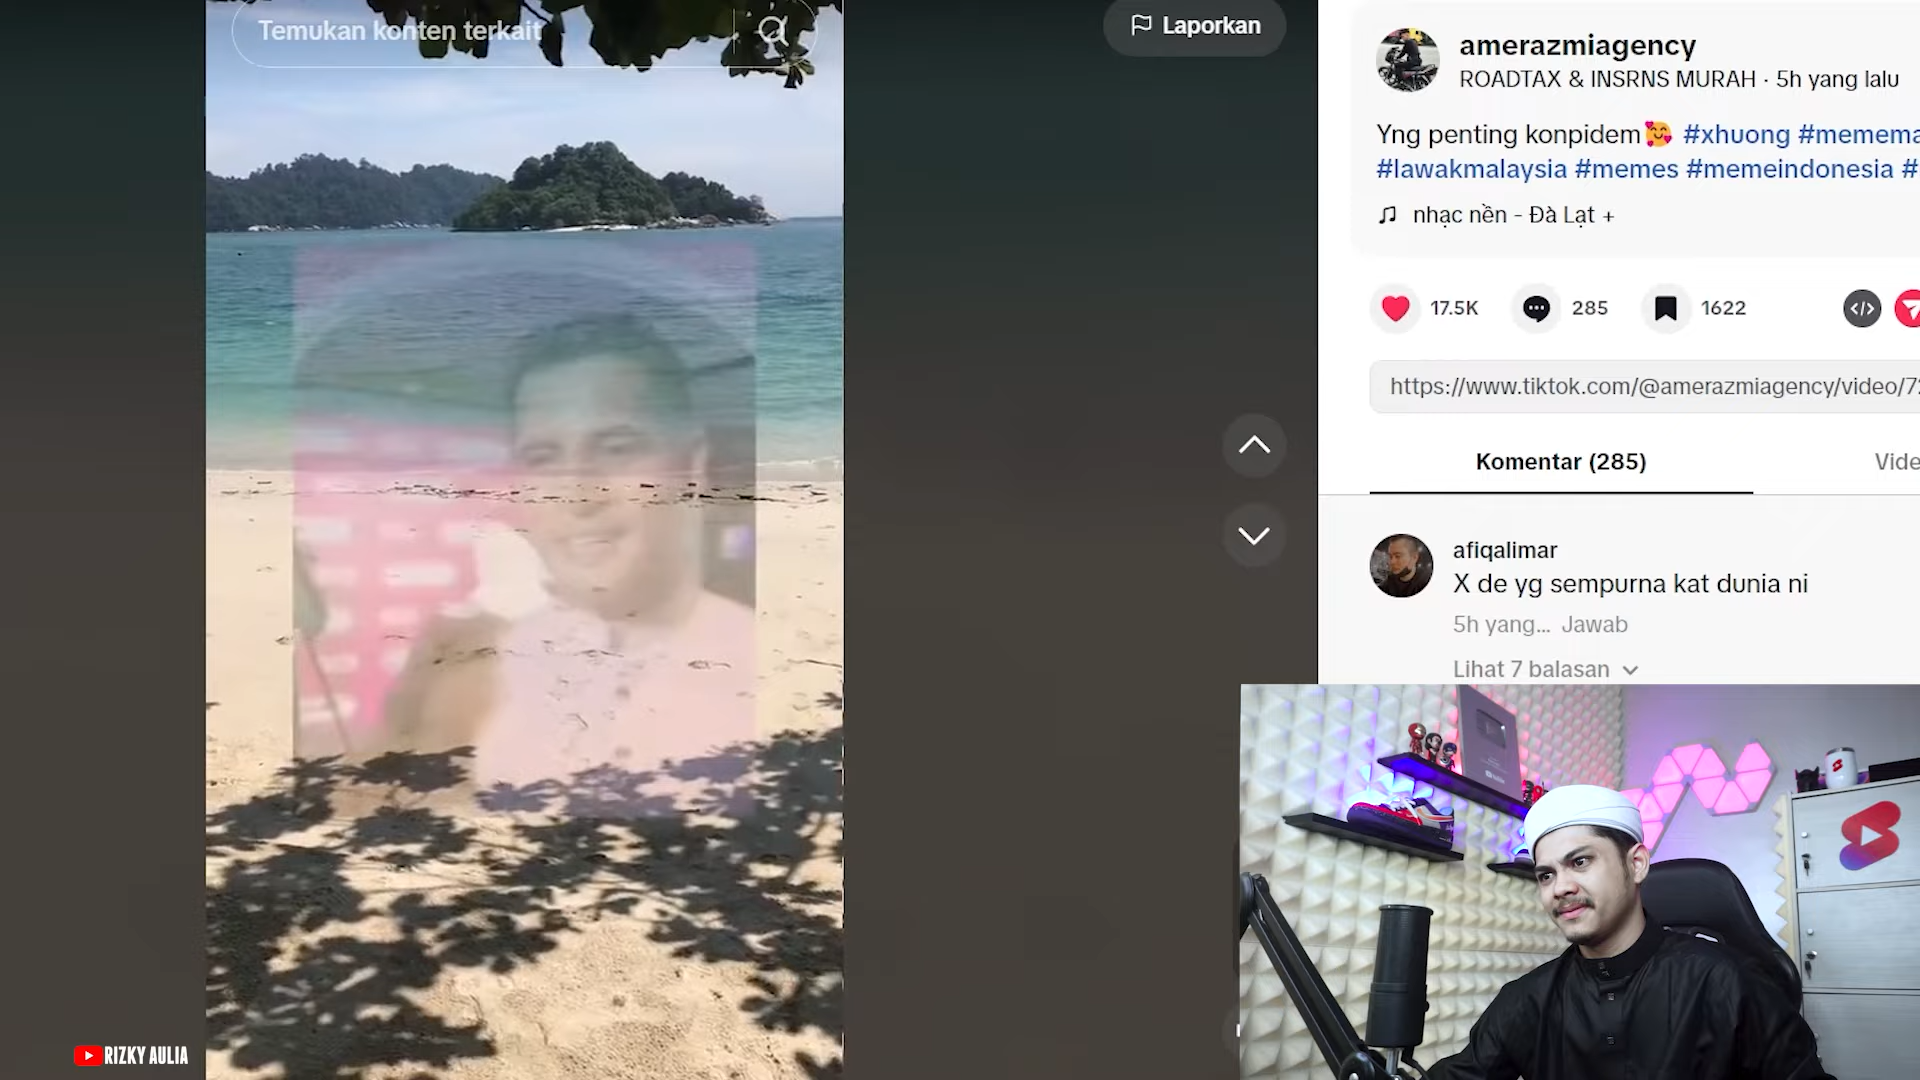 Temukan konten terkait
Laporkan
amerazmiagency
ROADTAX & INSRNS MURAH · 5h yang lalu
Yng penting konpidem🥰 #xhuong #memema
#lawakmalaysia #memes #memeindonesia #
nhạc nền - Đà Lạt +
17.5K
285
1622
https://www.tiktok.com/@amerazmiagency/video/72
Komentar (285)
Vide
afiqalimar
X de yg sempurna kat dunia ni
5h yang... Jawab
Lihat 7 balasan
RIZKY AULIA